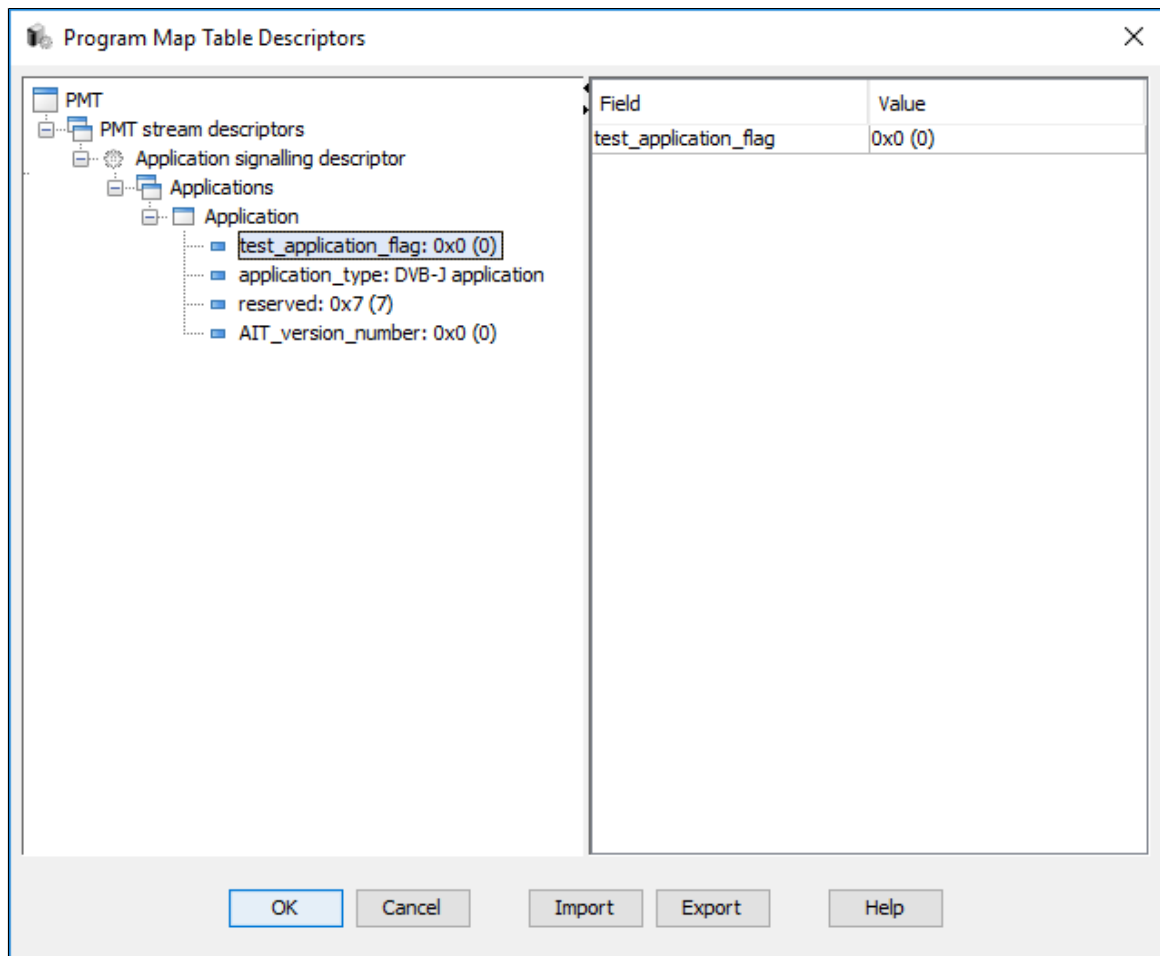 Program Map Table Descriptors
PMT
PMT stream descriptors
Application signalling descriptor
Applications
Application
test_application_flag: 0x0 (0)
application_type: DVB-J application
reserved: 0x7 (7)
AIT_version_number: 0x0 (0)
Field Value
test_application_flag 0x0 (0)
OK Cancel Import Export Help